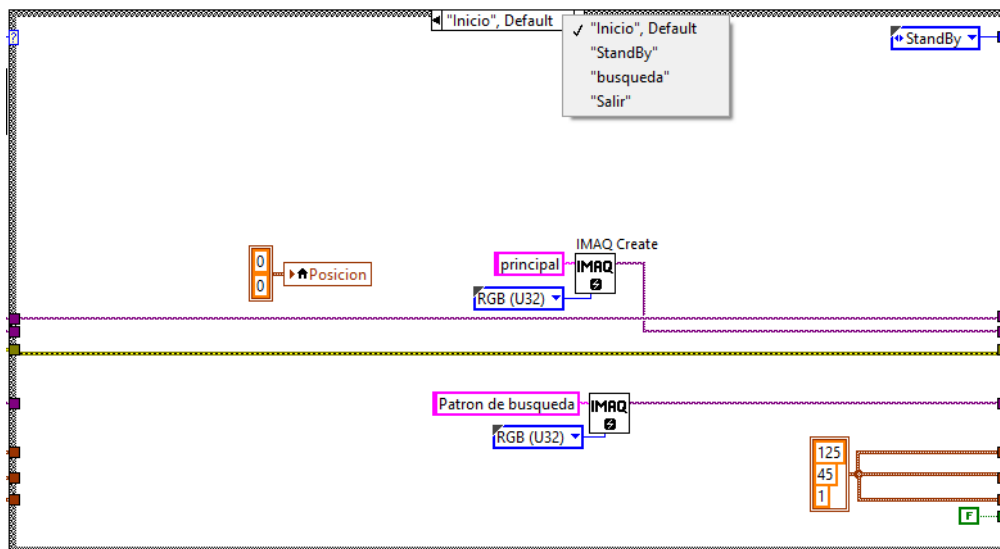 "Inicio", Default
✓ "Inicio", Default
"StandBy"
"busqueda"
"Salir"
StandBy
?
IMAQ Create
principal
IMAQ
RGB (U32)
0
0
Posicion
Patron de busqueda
IMAQ
RGB (U32)
125
45
1
F